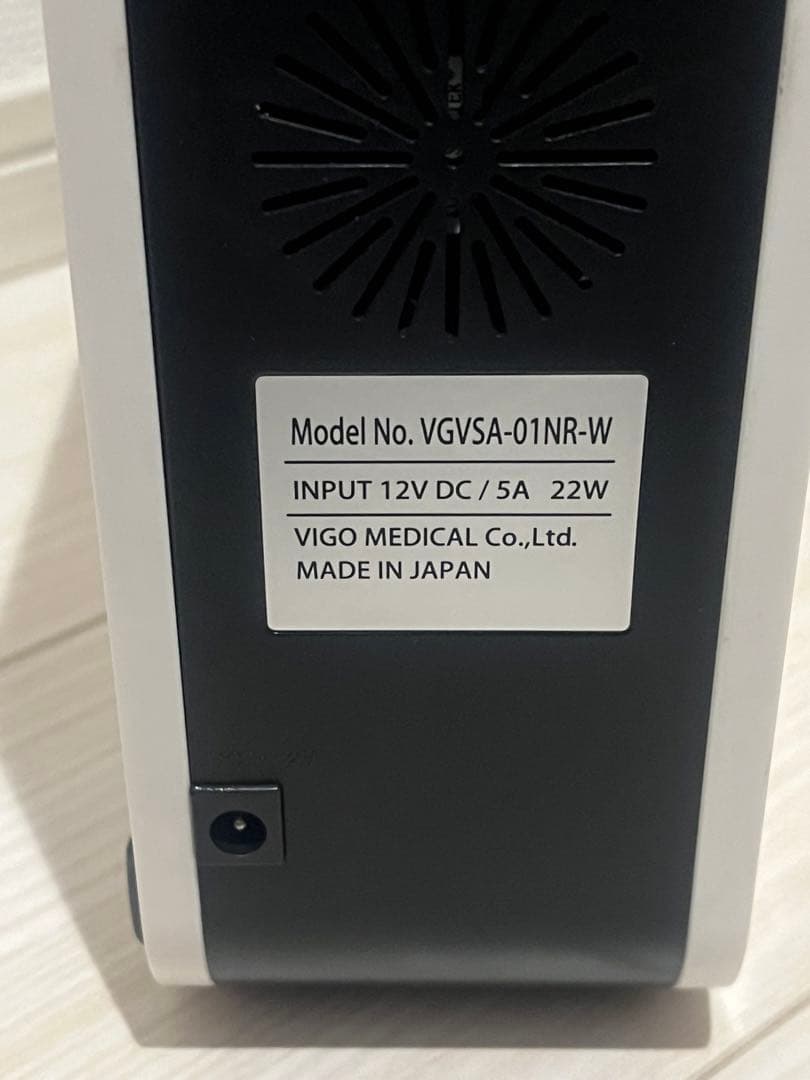 Model No. VGVSA-01NR-W
INPUT 12V DC / 5A 22W
VIGO MEDICAL Co.,Ltd.
MADE IN JAPAN